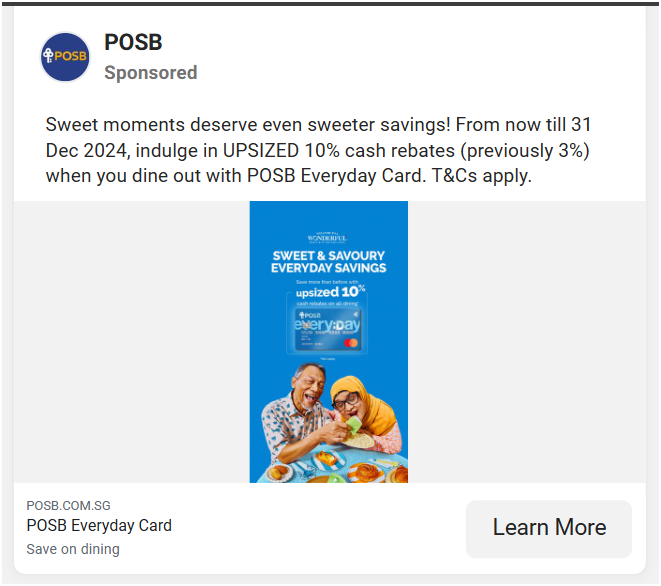 POSB
POSB
Sponsored
Sweet moments deserve even sweeter savings! From now till 31
Dec 2024, indulge in UPSIZED 10% cash rebates (previously 3%)
when you dine out with POSB Everyday Card. T&Cs apply.
WONDERFUL
SWEET & SAVOURY
EVERYDAY SAVINGS
Save more than before with
upsized 10%
cash rebates on all dining*
POSB
every:day
POSB.COM.SG
POSB Everyday Card
Save on dining
Learn More